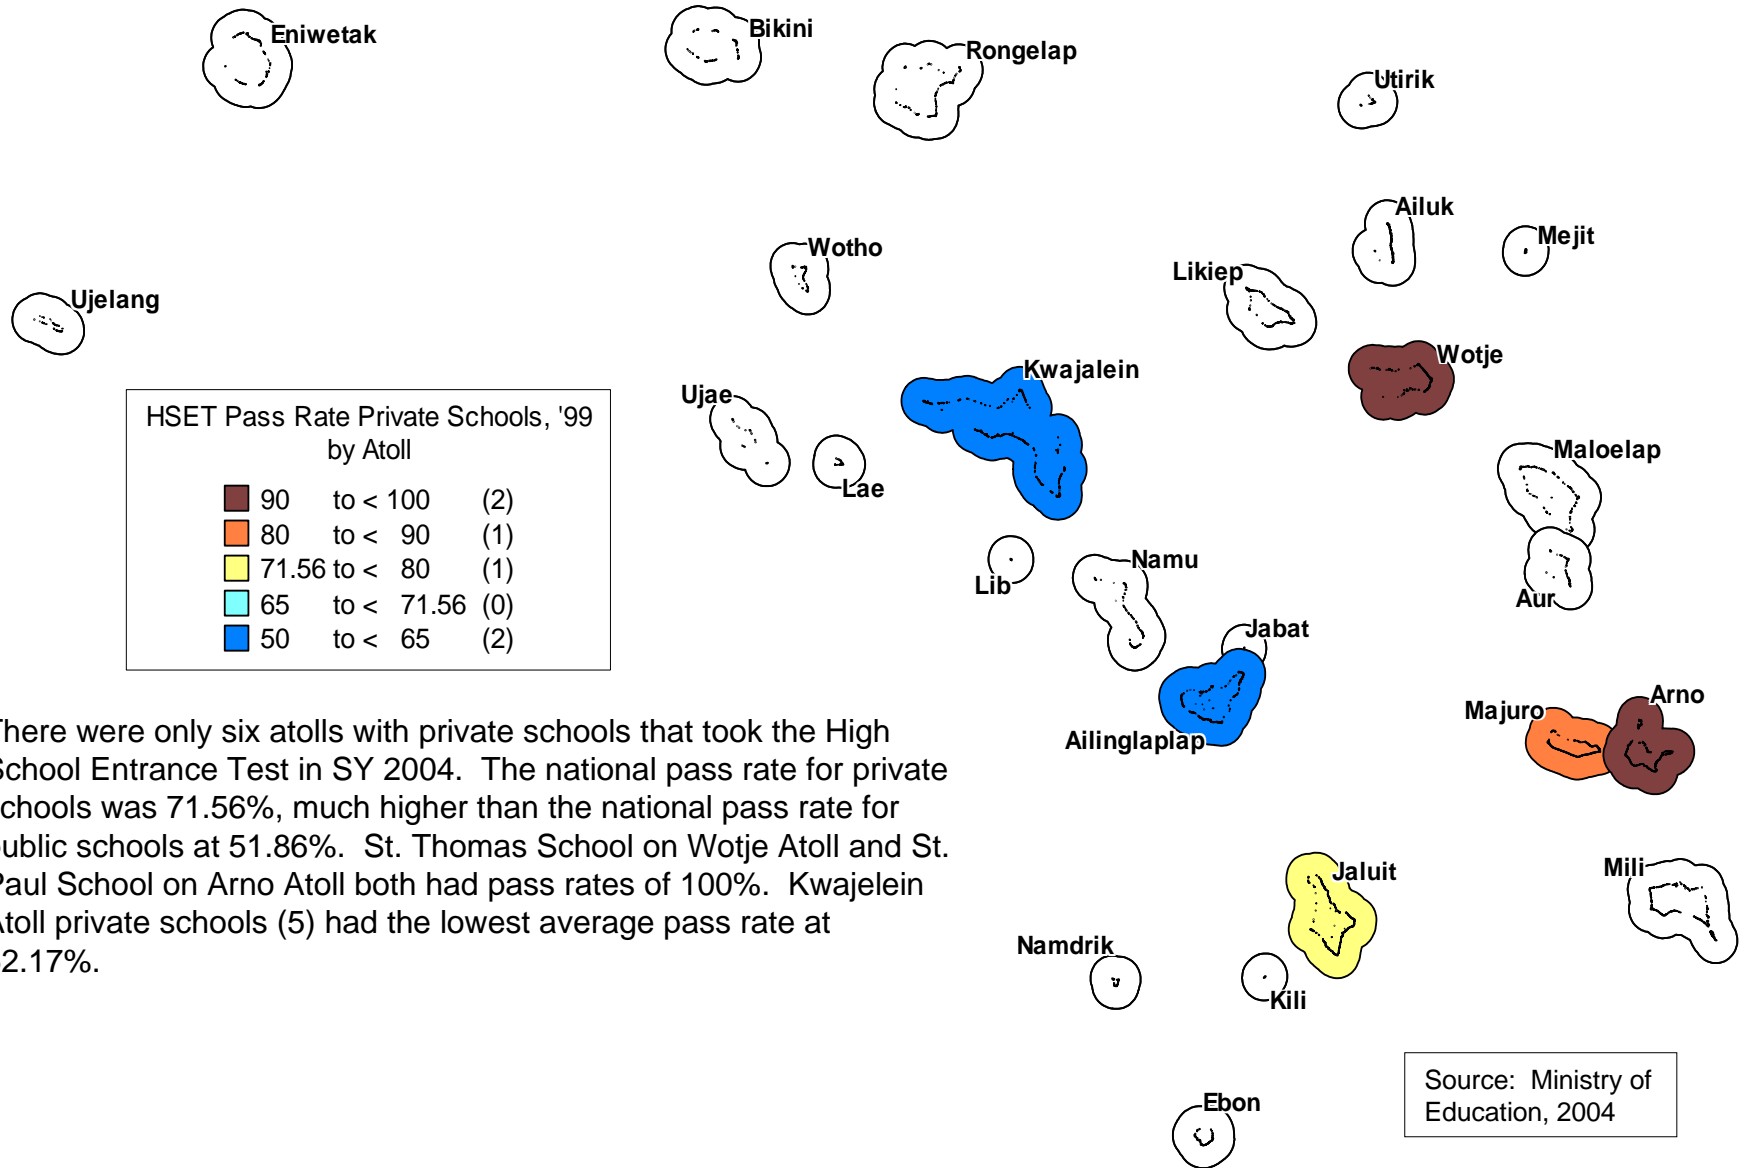 Eniwetak
Bikini
Rongelap
Utirik
Ailuk
Mejit
Wotho
Likiep
Ujelang
Wotje
Kwajalein
Ujae
Lae
Maloelap
Lib
Namu
Aur
Jabat
Ailinglaplap
Majuro
Arno
Jaluit
Mili
Namdrik
Kili
Ebon
HSET Pass Rate Private Schools, '99
by Atoll
90 to < 100 (2)
80 to < 90 (1)
71.56 to < 80 (1)
65 to < 71.56 (0)
50 to < 65 (2)
There were only six atolls with private schools that took the High
School Entrance Test in SY 2004. The national pass rate for private
schools was 71.56%, much higher than the national pass rate for
public schools at 51.86%. St. Thomas School on Wotje Atoll and St.
Paul School on Arno Atoll both had pass rates of 100%. Kwajelein
Atoll private schools (5) had the lowest average pass rate at
2.17%.
Source: Ministry of
Education, 2004